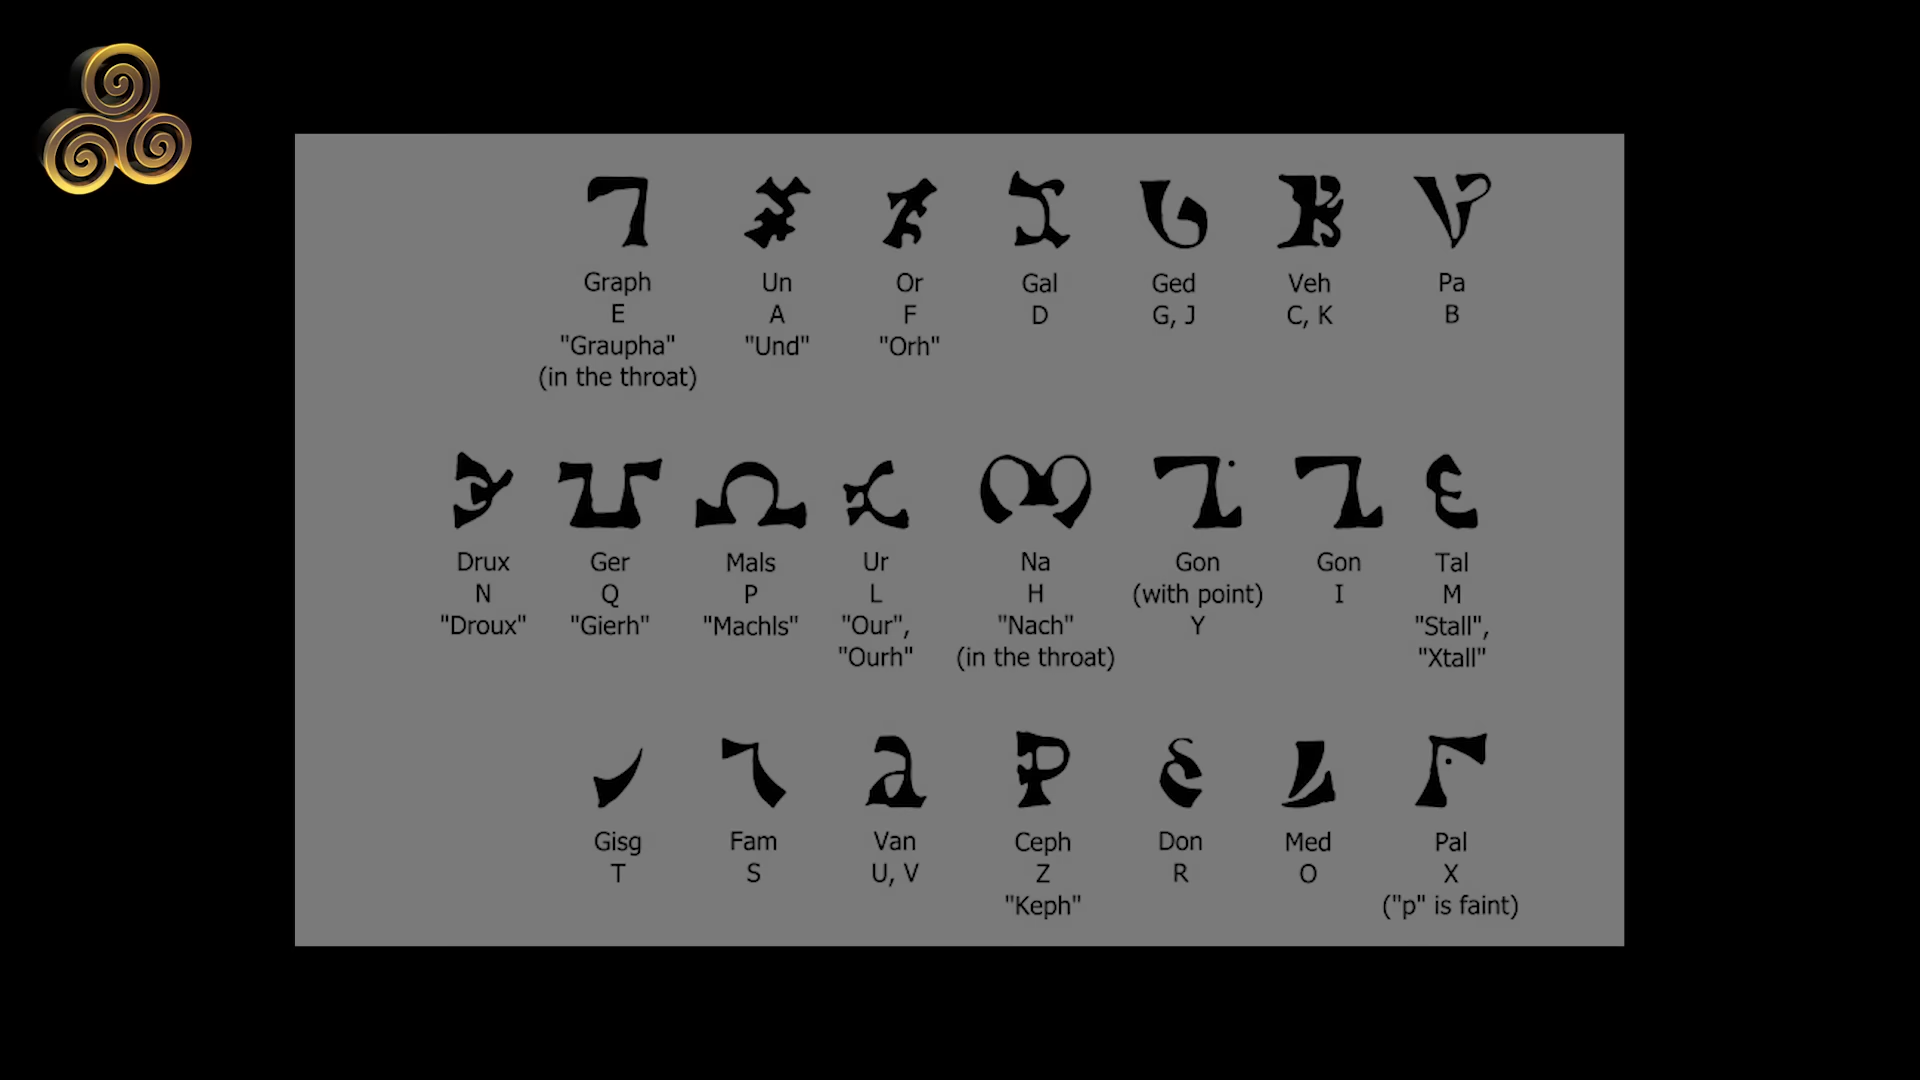 Graph Un Or Gal Ged Veh Pa
E A F D G, J C, K B
"Graupha" "Und" "Orh"
(in the throat)
Drux Ger Mals Ur Na Gon Gon Tal
N Q P L H (with point) I M
"Droux" "Gierh" "Machls" "Our", "Nach" Y "Stall",
"Ourh" (in the throat) "Xtall"
Gisg Fam Van Ceph Don Med Pal
T S U, V Z R O X
"Keph" ("p" is faint)